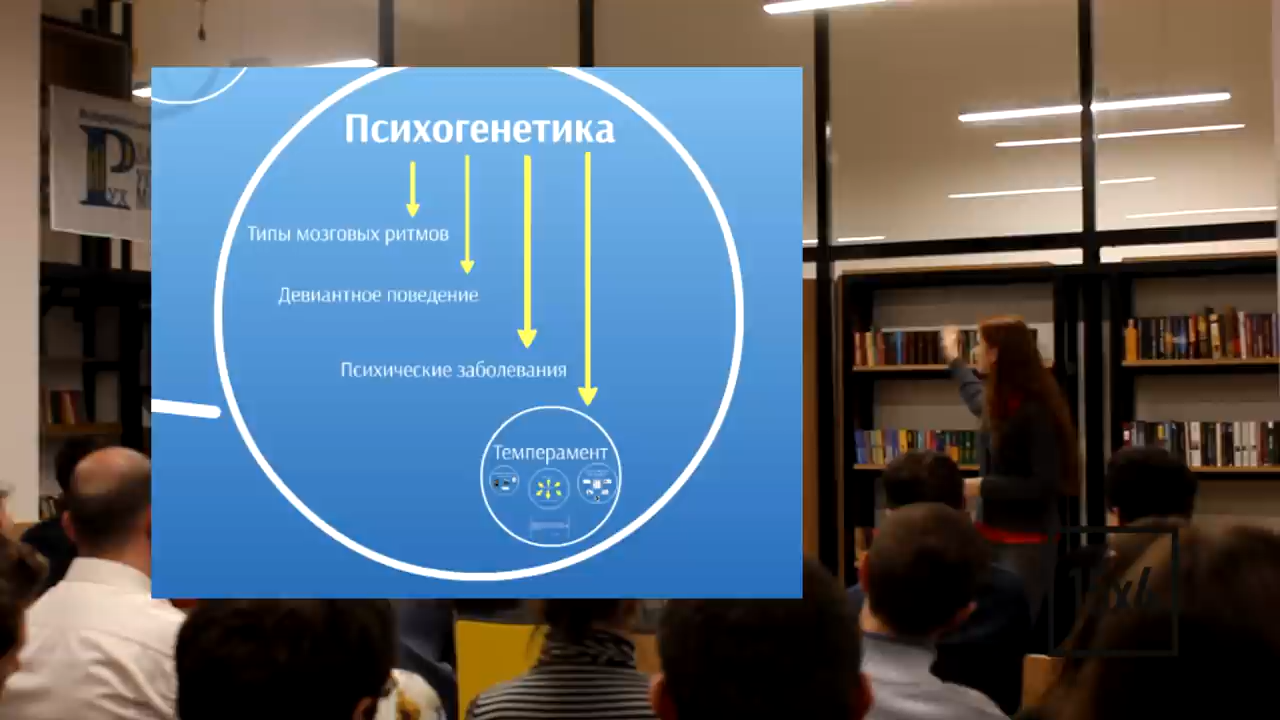 Психогенетика
Типы мозговых ритмов
Девиантное поведение
Психические заболевания
Темперамент